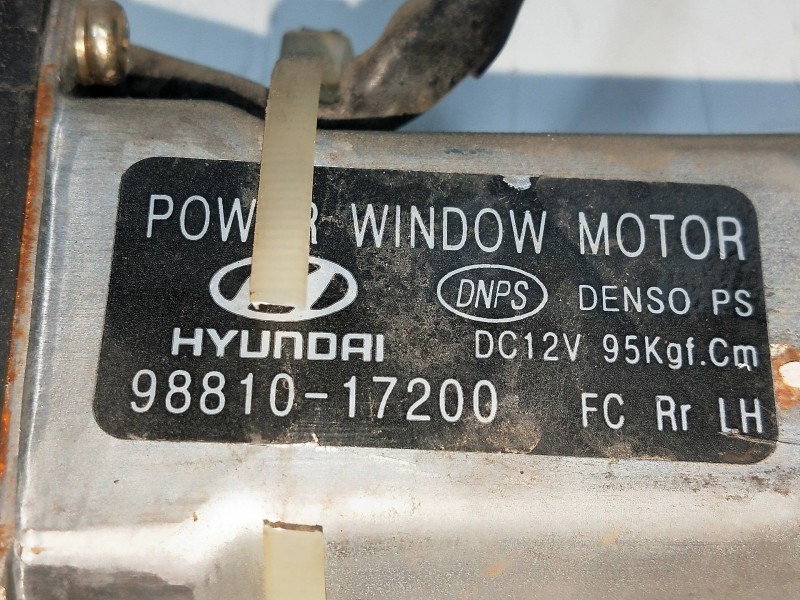 POWER WINDOW MOTOR
DNPS DENSO PS
HYUNDAI DC12V 95Kgf.Cm
98810-17200 FC Rr LH